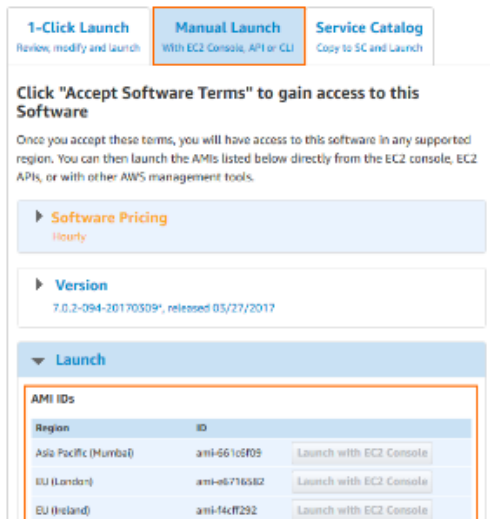 1-Click Launch
Review, modify and launch
Manual Launch
With EC2 Console, API or CLI
Service Catalog
Copy to SC and Launch
Click "Accept Software Terms" to gain access to this
Software
Once you accept these terms, you will have access to this software in any supported
region. You can then launch the AMIs listed below directly from the EC2 console, EC2
APIs, or with other AWS management tools.
Software Pricing
Hourly
Version
7.0.2-094-20170309*, released 03/27/2017
Launch
AMI IDs
Region ID
Asia Pacific (Mumbai) ami-661c6f09 Launch with EC2 Console
EU (London) ami-e6716582 Launch with EC2 Console
EU (Ireland) ami-f4cff292 Launch with EC2 Console